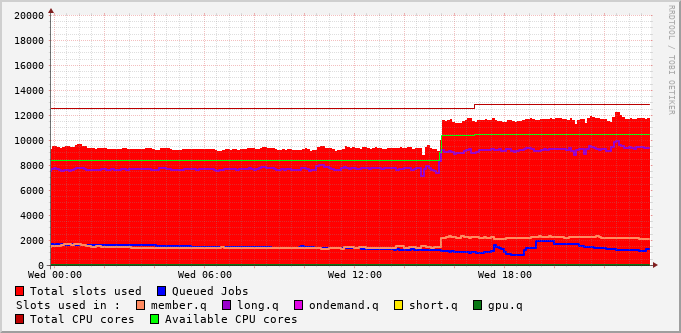 20000
RRDTOOL / TOBI OETIKER
18000
16000
14000
12000
10000
8000
6000
4000
2000
0
Wed 00:00 Wed 06:00 Wed 12:00 Wed 18:00
Total slots used Queued Jobs
Slots used in : member.q long.q ondemand.q short.q gpu.q
Total CPU cores Available CPU cores